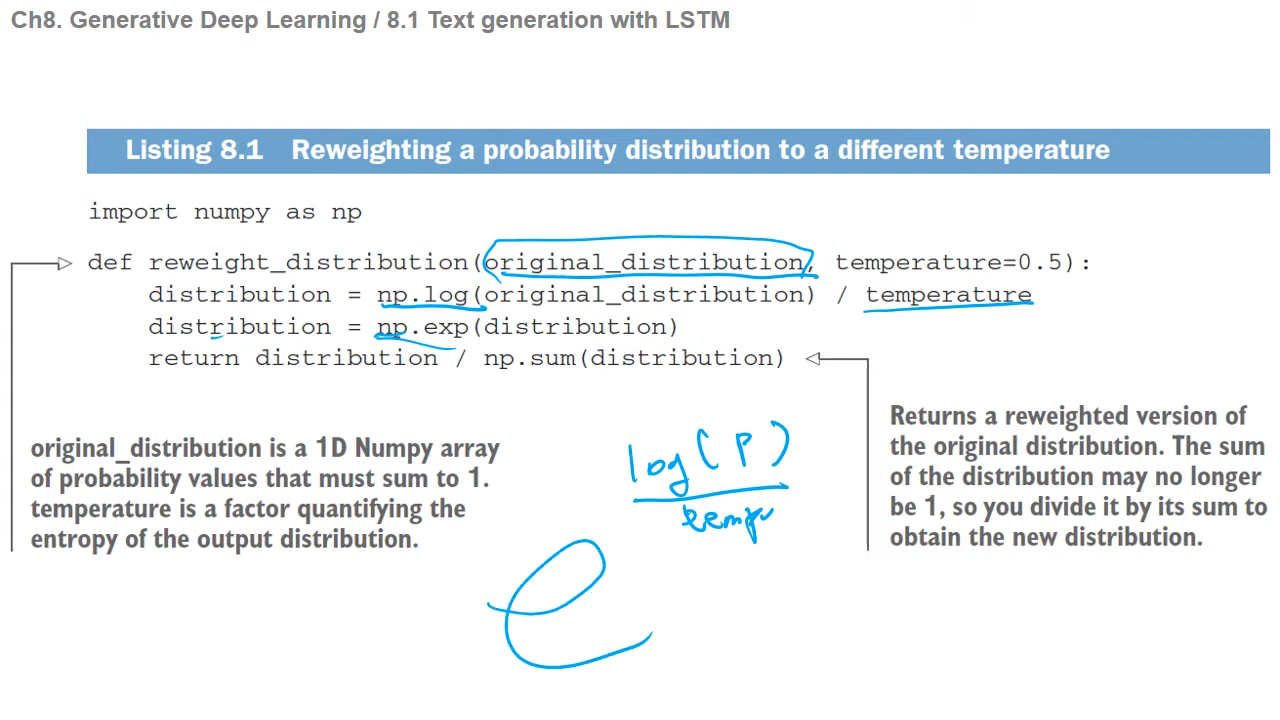 Ch8. Generative Deep Learning / 8.1 Text generation with LSTM
Listing 8.1 Reweighting a probability distribution to a different temperature
import numpy as np
def reweight_distribution(original_distribution, temperature=0.5):
distribution = np.log(original_distribution) / temperature
distribution = np.exp(distribution)
return distribution / np.sum(distribution)
original_distribution is a 1D Numpy array
of probability values that must sum to 1.
temperature is a factor quantifying the
entropy of the output distribution.
Returns a reweighted version of
the original distribution. The sum
of the distribution may no longer
be 1, so you divide it by its sum to
obtain the new distribution.
log(P)
temp
e